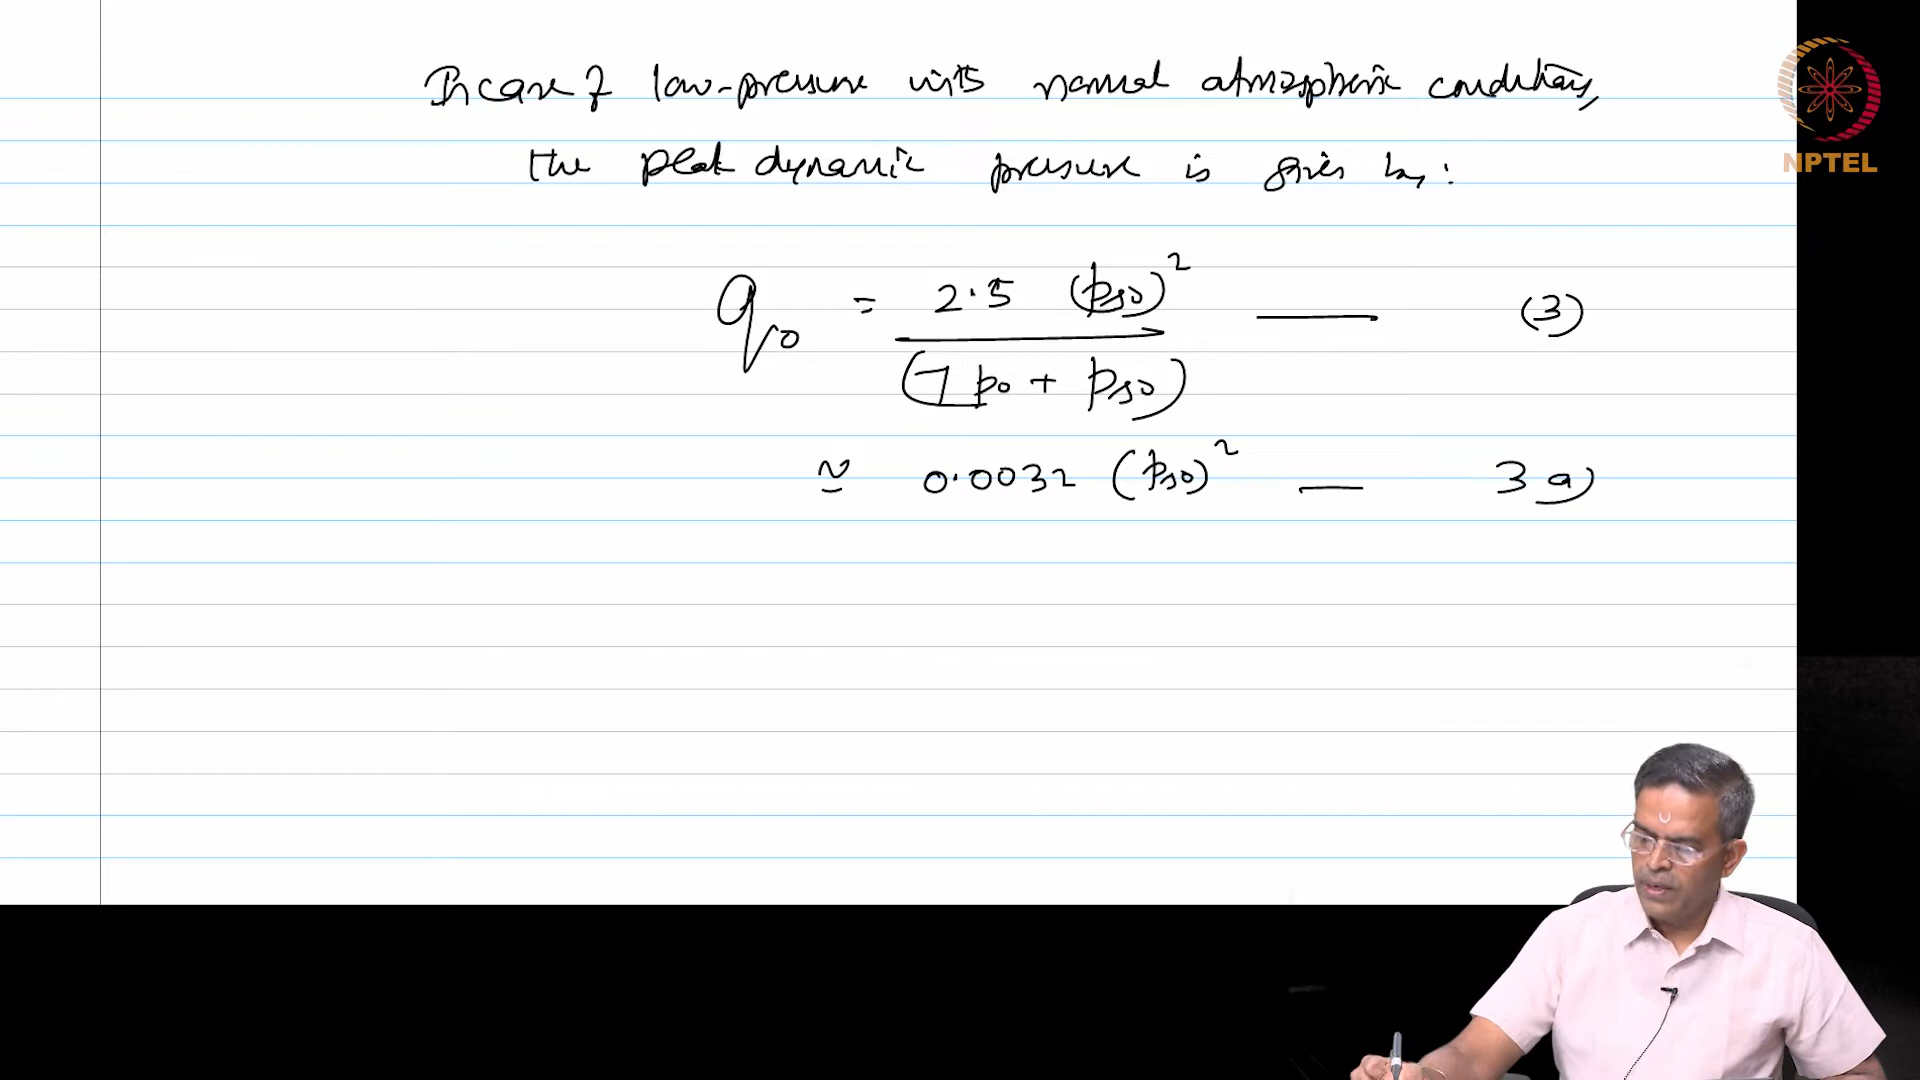 In case of low-pressure with normal atmospheric conditions,
the peak dynamic pressure is given by:
q₀ = 2.5 (pso)² / (7 p₀ + pso) —— (3)
≅ 0.0032 (pso)² — 3a)
NPTEL